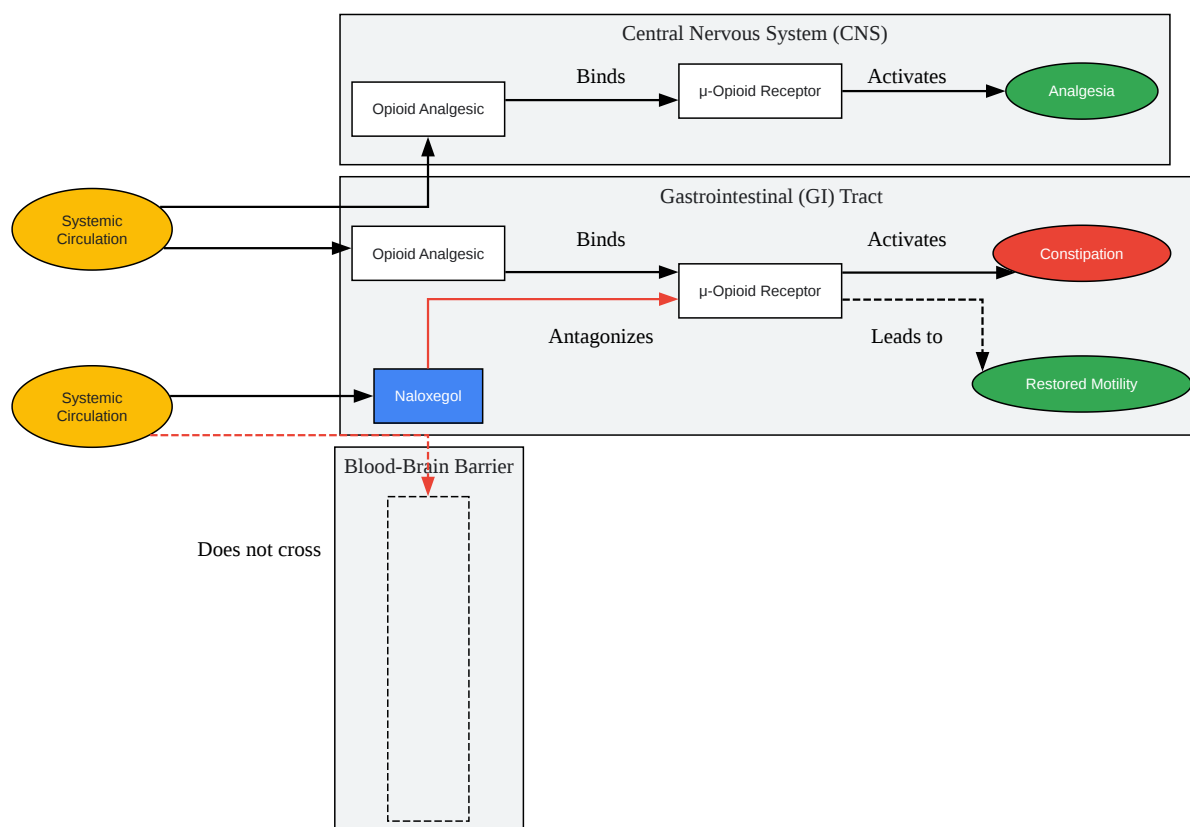 Central Nervous System (CNS)
Binds
Activates
Opioid Analgesic
μ-Opioid Receptor
Analgesia
Systemic
Circulation
Gastrointestinal (GI) Tract
Opioid Analgesic
Binds
Activates
Constipation
μ-Opioid Receptor
Antagonizes
Leads to
Systemic
Circulation
Naloxegol
Restored Motility
Blood-Brain Barrier
Does not cross